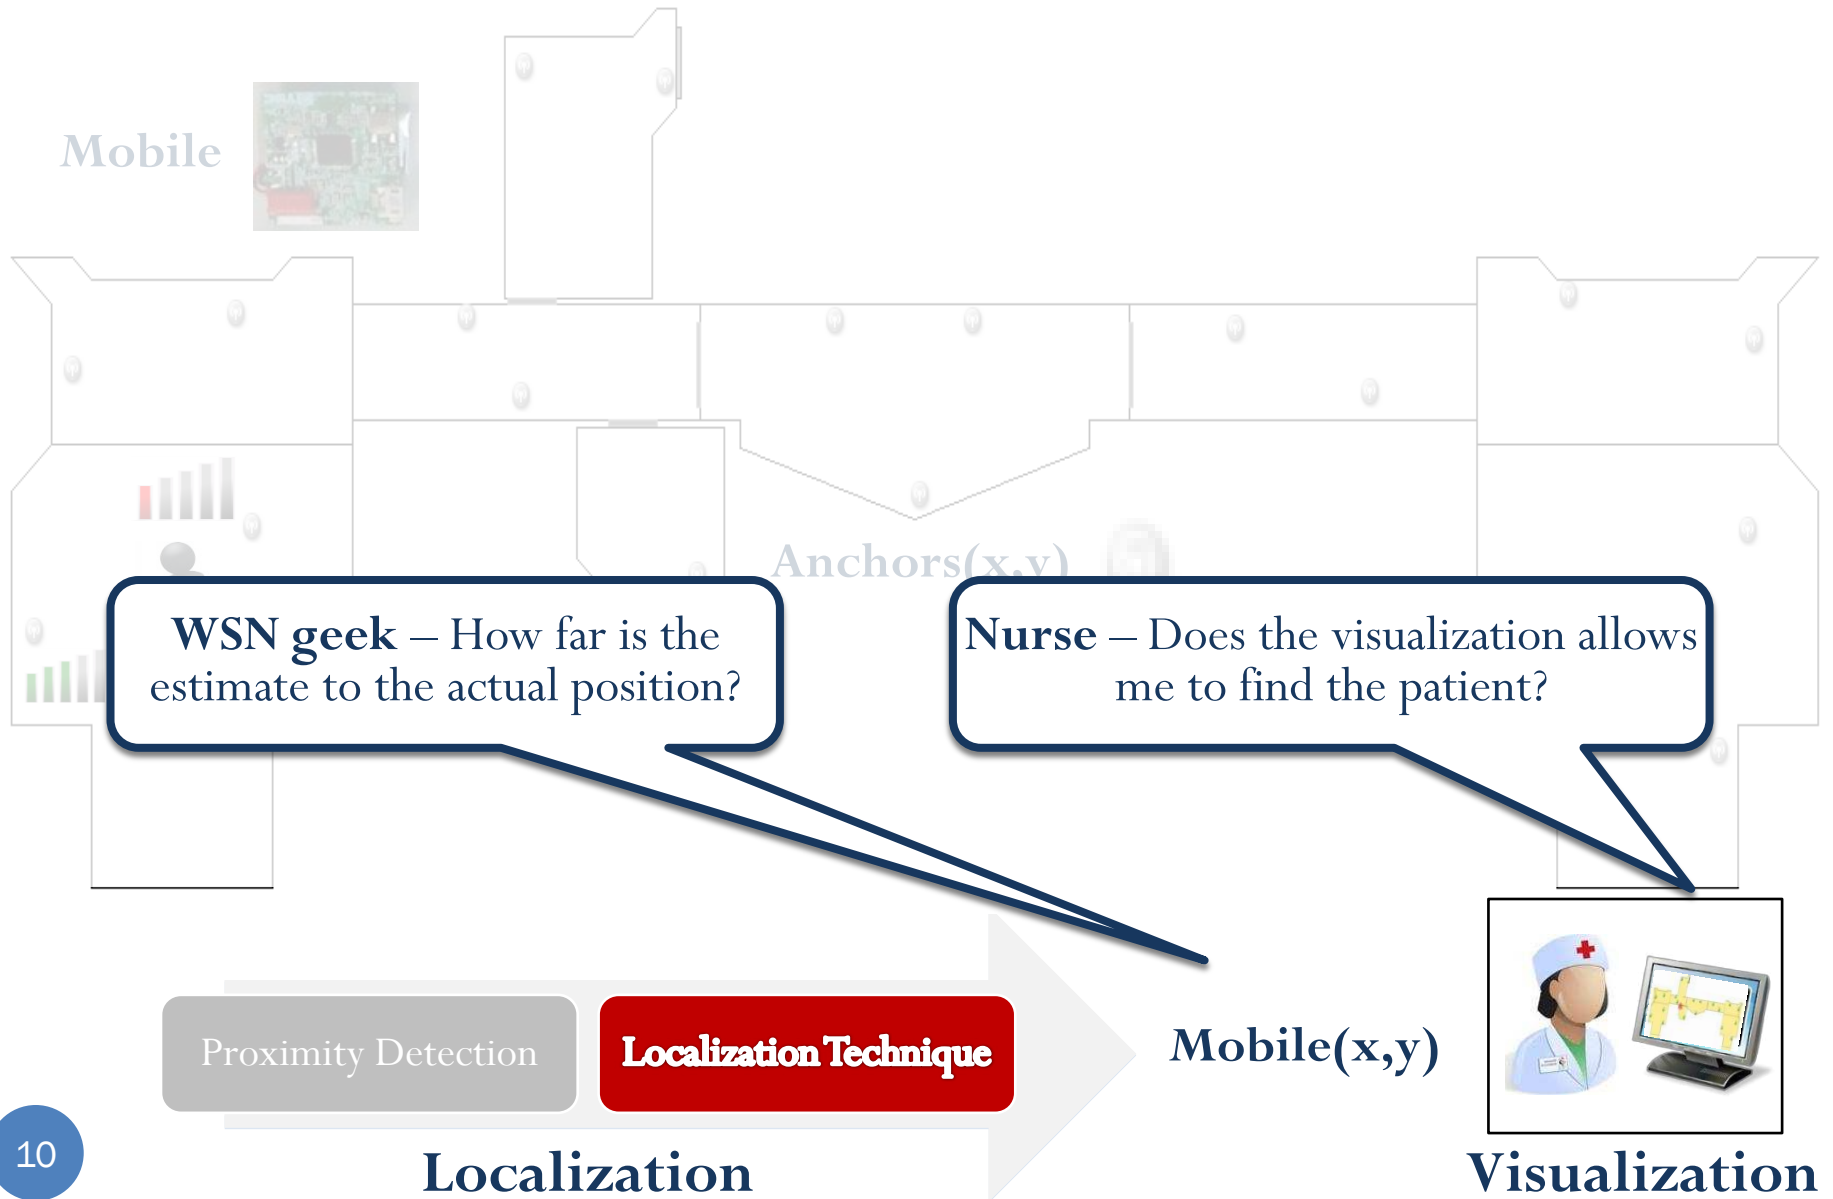 Mobile
Anchors(x,y)
WSN geek – How far is the
estimate to the actual position?
Nurse – Does the visualization allows
me to find the patient?
Proximity Detection
Localization Technique
Mobile(x,y)
10
Localization
Visualization